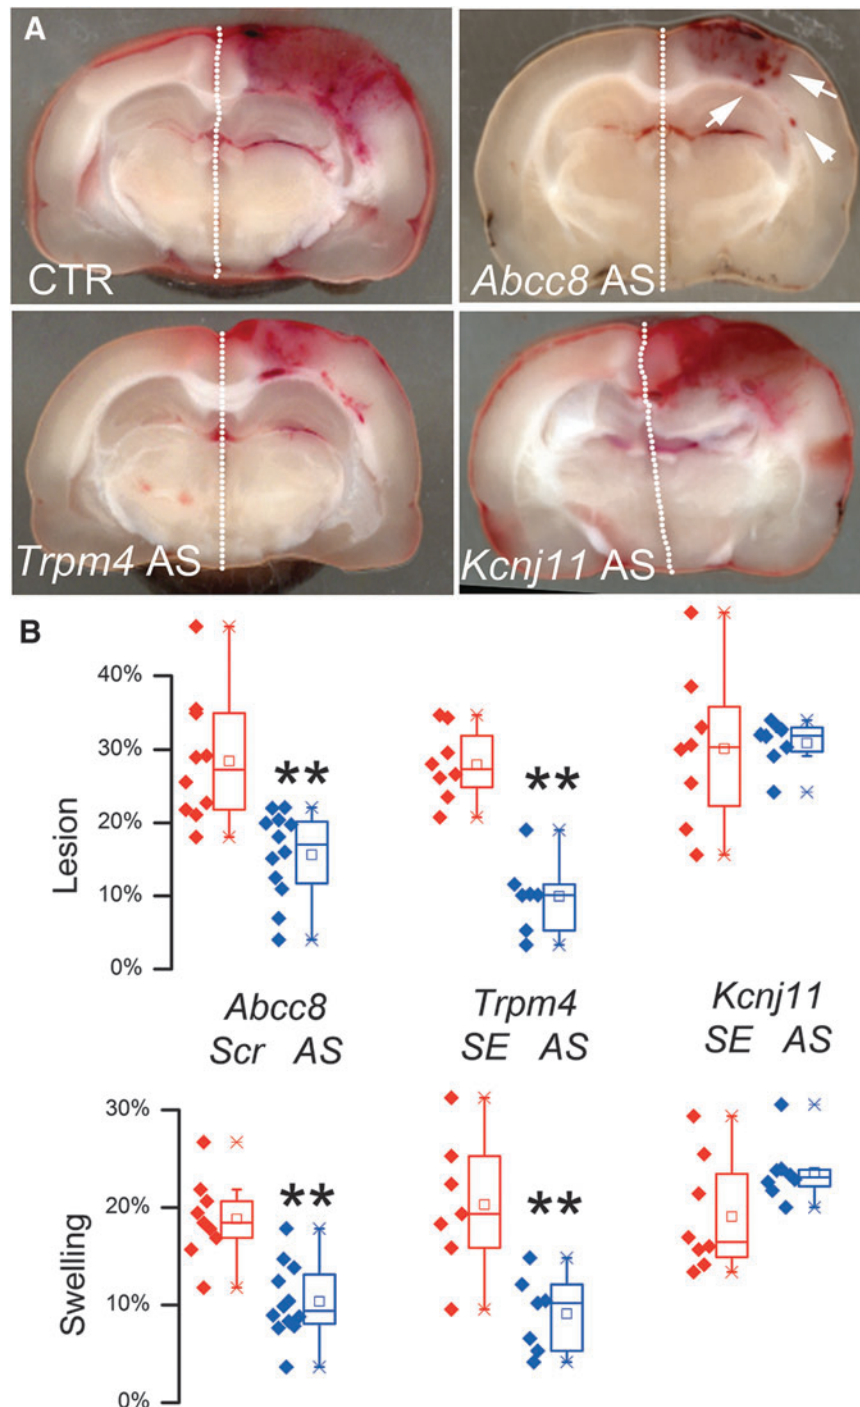 A
CTR
Abcc8 AS
Trpm4 AS
Kcnj11 AS
B
Lesion
40%
30%
20%
10%
0%
**
**
Abcc8
Scr AS
Trpm4
SE AS
Kcnj11
SE AS
Swelling
30%
20%
10%
0%
**
**